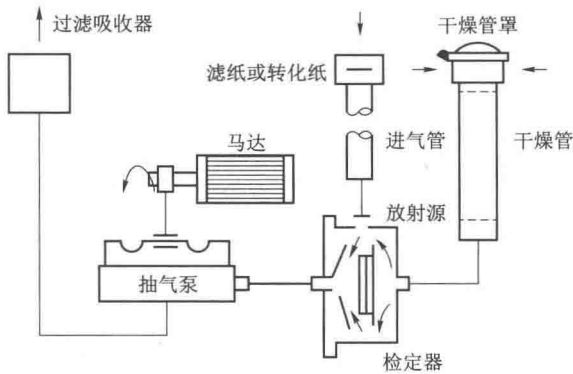 过滤吸收器
干燥管罩
滤纸或转化纸
马达
进气管
干燥管
放射源
抽气泵
检定器